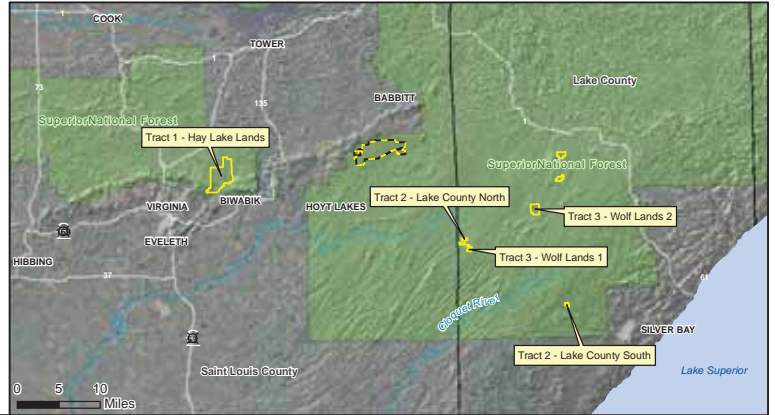 COOK
1
TOWER
1
Lake County
73
135
BABBITT
1
SuperiorNational Forest
Tract 1 - Hay Lake Lands
SuperiorNational Forest
VIRGINIA
BIWABIK
HOYT LAKES
Tract 2 - Lake County North
Tract 3 - Wolf Lands 2
EVELETH
Tract 3 - Wolf Lands 1
HIBBING
37
61
Cloquet River
SILVER BAY
Tract 2 - Lake County South
Saint Louis County
Lake Superior
0 5 10
Miles